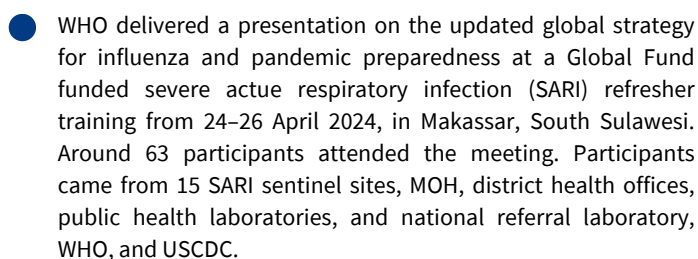 WHO delivered a presentation on the updated global strategy
for influenza and pandemic preparedness at a Global Fund
funded severe actue respiratory infection (SARI) refresher
training from 24–26 April 2024, in Makassar, South Sulawesi.
Around 63 participants attended the meeting. Participants
came from 15 SARI sentinel sites, MOH, district health offices,
public health laboratories, and national referral laboratory,
WHO, and USCDC.